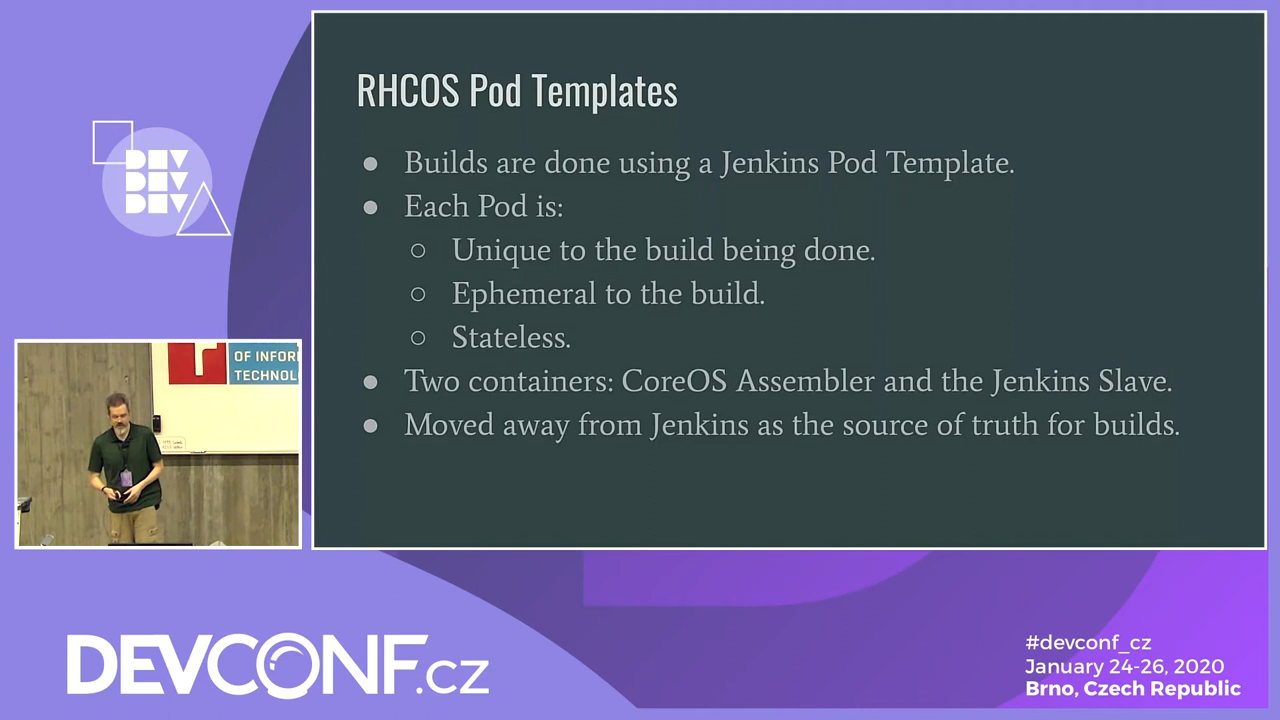 RHCOS Pod Templates
● Builds are done using a Jenkins Pod Template.
● Each Pod is:
○ Unique to the build being done.
○ Ephemeral to the build.
○ Stateless.
● Two containers: CoreOS Assembler and the Jenkins Slave.
● Moved away from Jenkins as the source of truth for builds.
DEV
DEV
DEV
OF INFOR
TECHNOL
DEVCONF.cz
#devconf_cz
January 24-26, 2020
Brno, Czech Republic